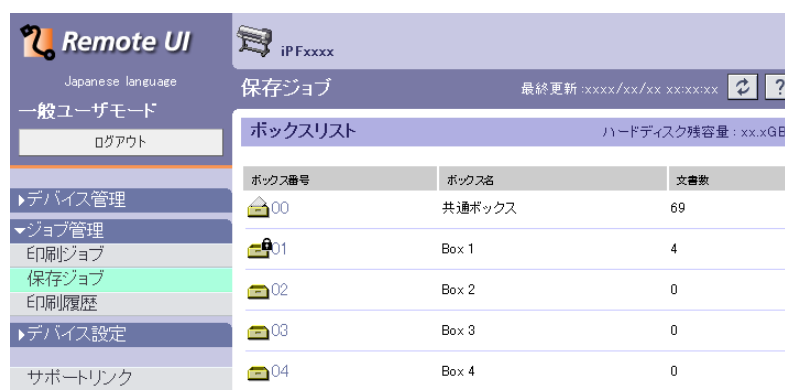 Remote UI
Japanese language
一般ユーザモード
ログアウト
▶デバイス管理
▼ジョブ管理
印刷ジョブ
保存ジョブ
印刷履歴
▶デバイス設定
サポートリンク
iPFxxxx
保存ジョブ 最終更新:xxxx/xx/xx xx:xx:xx ?
ボックスリスト ハードディスク残容量:xx.xGB
ボックス番号 ボックス名 文書数
00 共通ボックス 69
01 Box 1 4
02 Box 2 0
03 Box 3 0
04 Box 4 0